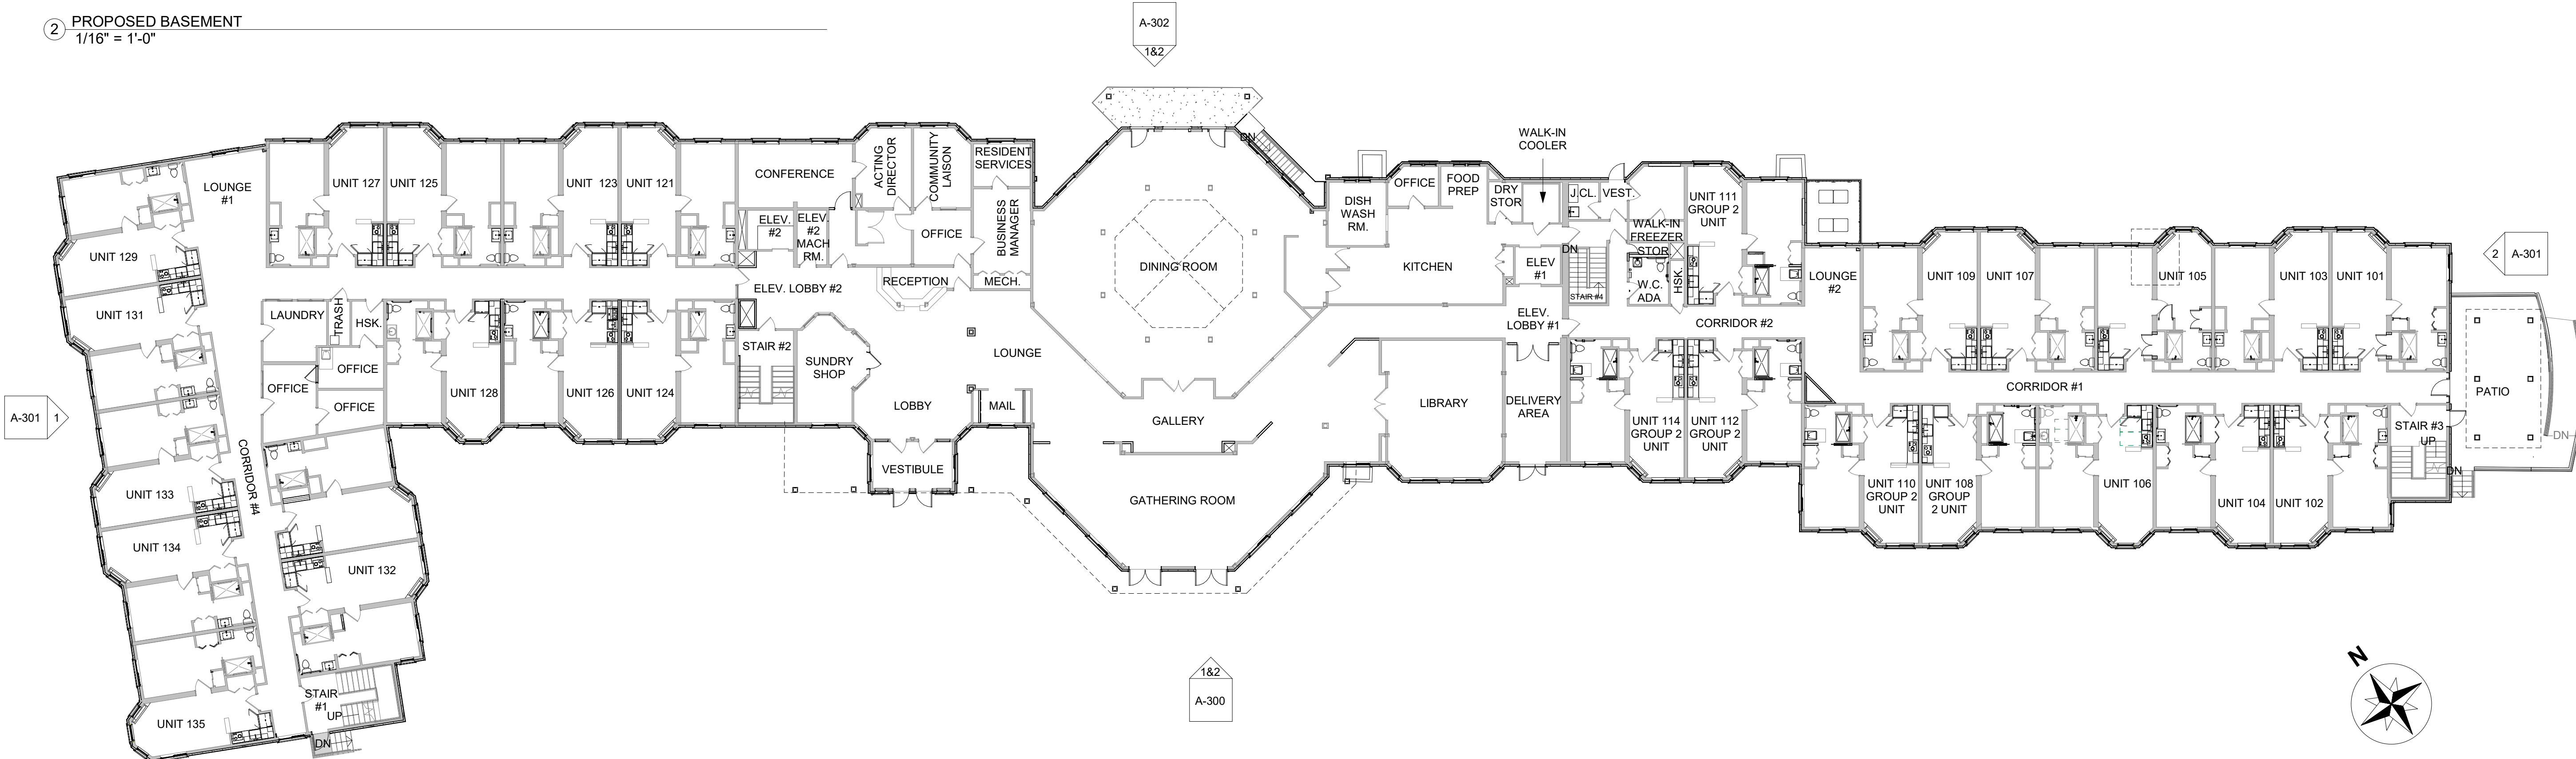 2
PROPOSED BASEMENT
1/16" = 1'-0"
A-302
1&2
DN
WALK-IN
COOLER
LOUNGE
#1
UNIT 127
UNIT 125
UNIT 123
UNIT 121
CONFERENCE
ACTING
DIRECTOR
COMMUNITY
LAISON
RESIDENT
SERVICES
ELEV.
#2
ELEV.
#2
MACH
RM.
OFFICE
BUSINESS
MANAGER
RECEPTION
MECH.
ELEV. LOBBY #2
DINING ROOM
DISH
WASH
RM.
OFFICE
FOOD
PREP
DRY
STOR
J.CL.
VEST.
WALK-IN
FREEZER
STOR
UNIT 111
GROUP 2
UNIT
KITCHEN
ELEV
#1
DN
STAIR #4
W.C.
ADA
HSK.
LOUNGE
#2
UNIT 109
UNIT 107
UNIT 105
UNIT 103
UNIT 101
2
A-301
UNIT 129
UNIT 131
LAUNDRY
TRASH
HSK.
OFFICE
OFFICE
OFFICE
UNIT 128
UNIT 126
UNIT 124
STAIR #2
SUNDRY
SHOP
LOUNGE
LOBBY
MAIL
VESTIBULE
GALLERY
GATHERING ROOM
LIBRARY
ELEV.
LOBBY #1
DELIVERY
AREA
CORRIDOR #2
UNIT 114
GROUP 2
UNIT
UNIT 112
GROUP 2
UNIT
CORRIDOR #1
PATIO
DN
UNIT 110
GROUP 2
UNIT
UNIT 108
GROUP
2 UNIT
UNIT 106
UNIT 104
UNIT 102
STAIR #3
UP
DN
A-301
1
CORRIDOR #4
UNIT 133
UNIT 134
UNIT 132
UNIT 135
STAIR
#1
UP
DN
1&2
A-300
N